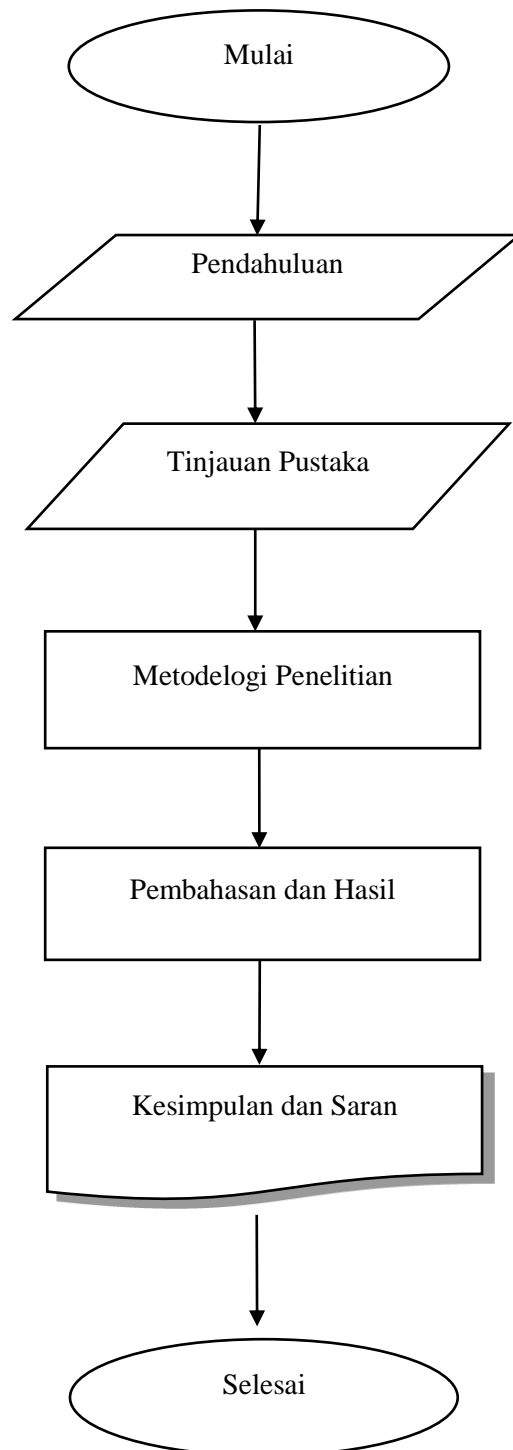 Mulai
Pendahuluan
Tinjauan Pustaka
Metodelogi Penelitian
Pembahasan dan Hasil
Kesimpulan dan Saran
Selesai